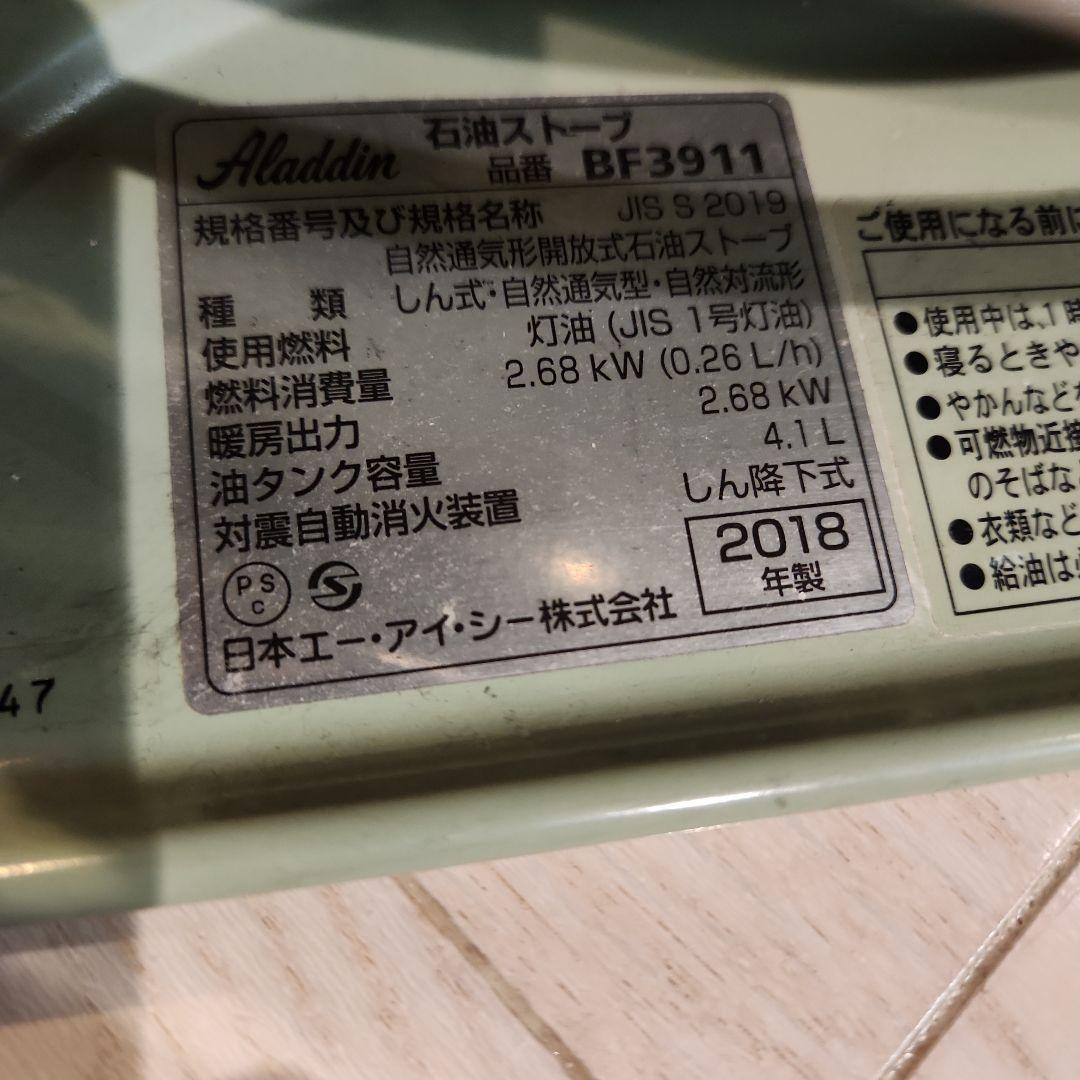 Aladdin 石油ストーブ
品番 BF3911
規格番号及び規格名称 JIS S 2019
自然通気形開放式石油ストーブ
種 類 しん式・自然通気型・自然対流形
使用燃料 灯油 (JIS 1号灯油)
燃料消費量 2.68 kW (0.26 L/h)
暖房出力 2.68 kW
油タンク容量 4.1 L
対震自動消火装置 しん降下式
PS
C
2018
年製
日本エー・アイ・シー株式会社
47
ご使用になる前に
●使用中は、1時
●寝るときや
●やかんなど
●可燃物近接
のそばな
●衣類など
●給油は